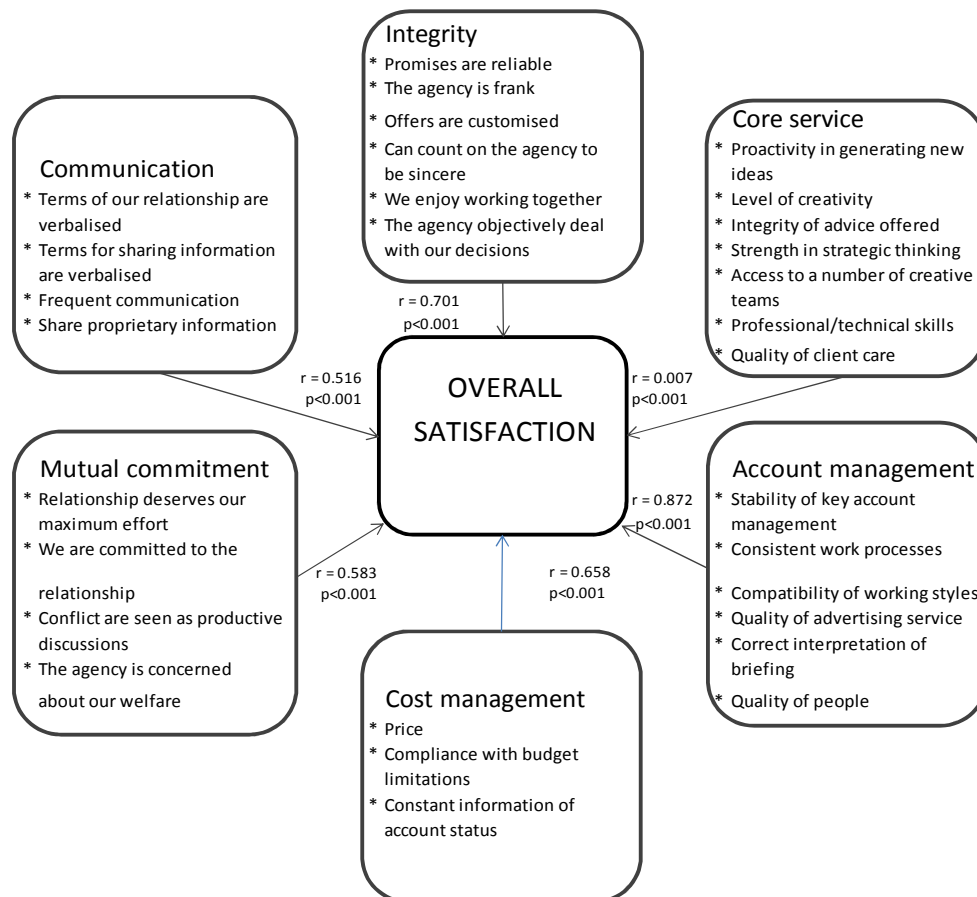 Integrity
* Promises are reliable
* The agency is frank
* Offers are customised
* Can count on the agency to
be sincere
* We enjoy working together
* The agency objectively deal
with our decisions
Communication
* Terms of our relationship are
verbalised
* Terms for sharing information
are verbalised
* Frequent communication
* Share proprietary information
Core service
* Proactivity in generating new
ideas
* Level of creativity
* Integrity of advice offered
* Strength in strategic thinking
* Access to a number of creative
teams
* Professional/technical skills
* Quality of client care
r = 0.701
p<0.001
r = 0.516
p<0.001
OVERALL
SATISFACTION
r = 0.007
p<0.001
Mutual commitment
* Relationship deserves our
maximum effort
* We are committed to the
relationship
* Conflict are seen as productive
discussions
* The agency is concerned
about our welfare
r = 0.583
p<0.001
r = 0.658
p<0.001
r = 0.872
p<0.001
Account management
* Stability of key account
management
* Consistent work processes
* Compatibility of working styles
* Quality of advertising service
* Correct interpretation of
briefing
* Quality of people
Cost management
* Price
* Compliance with budget
limitations
* Constant information of
account status